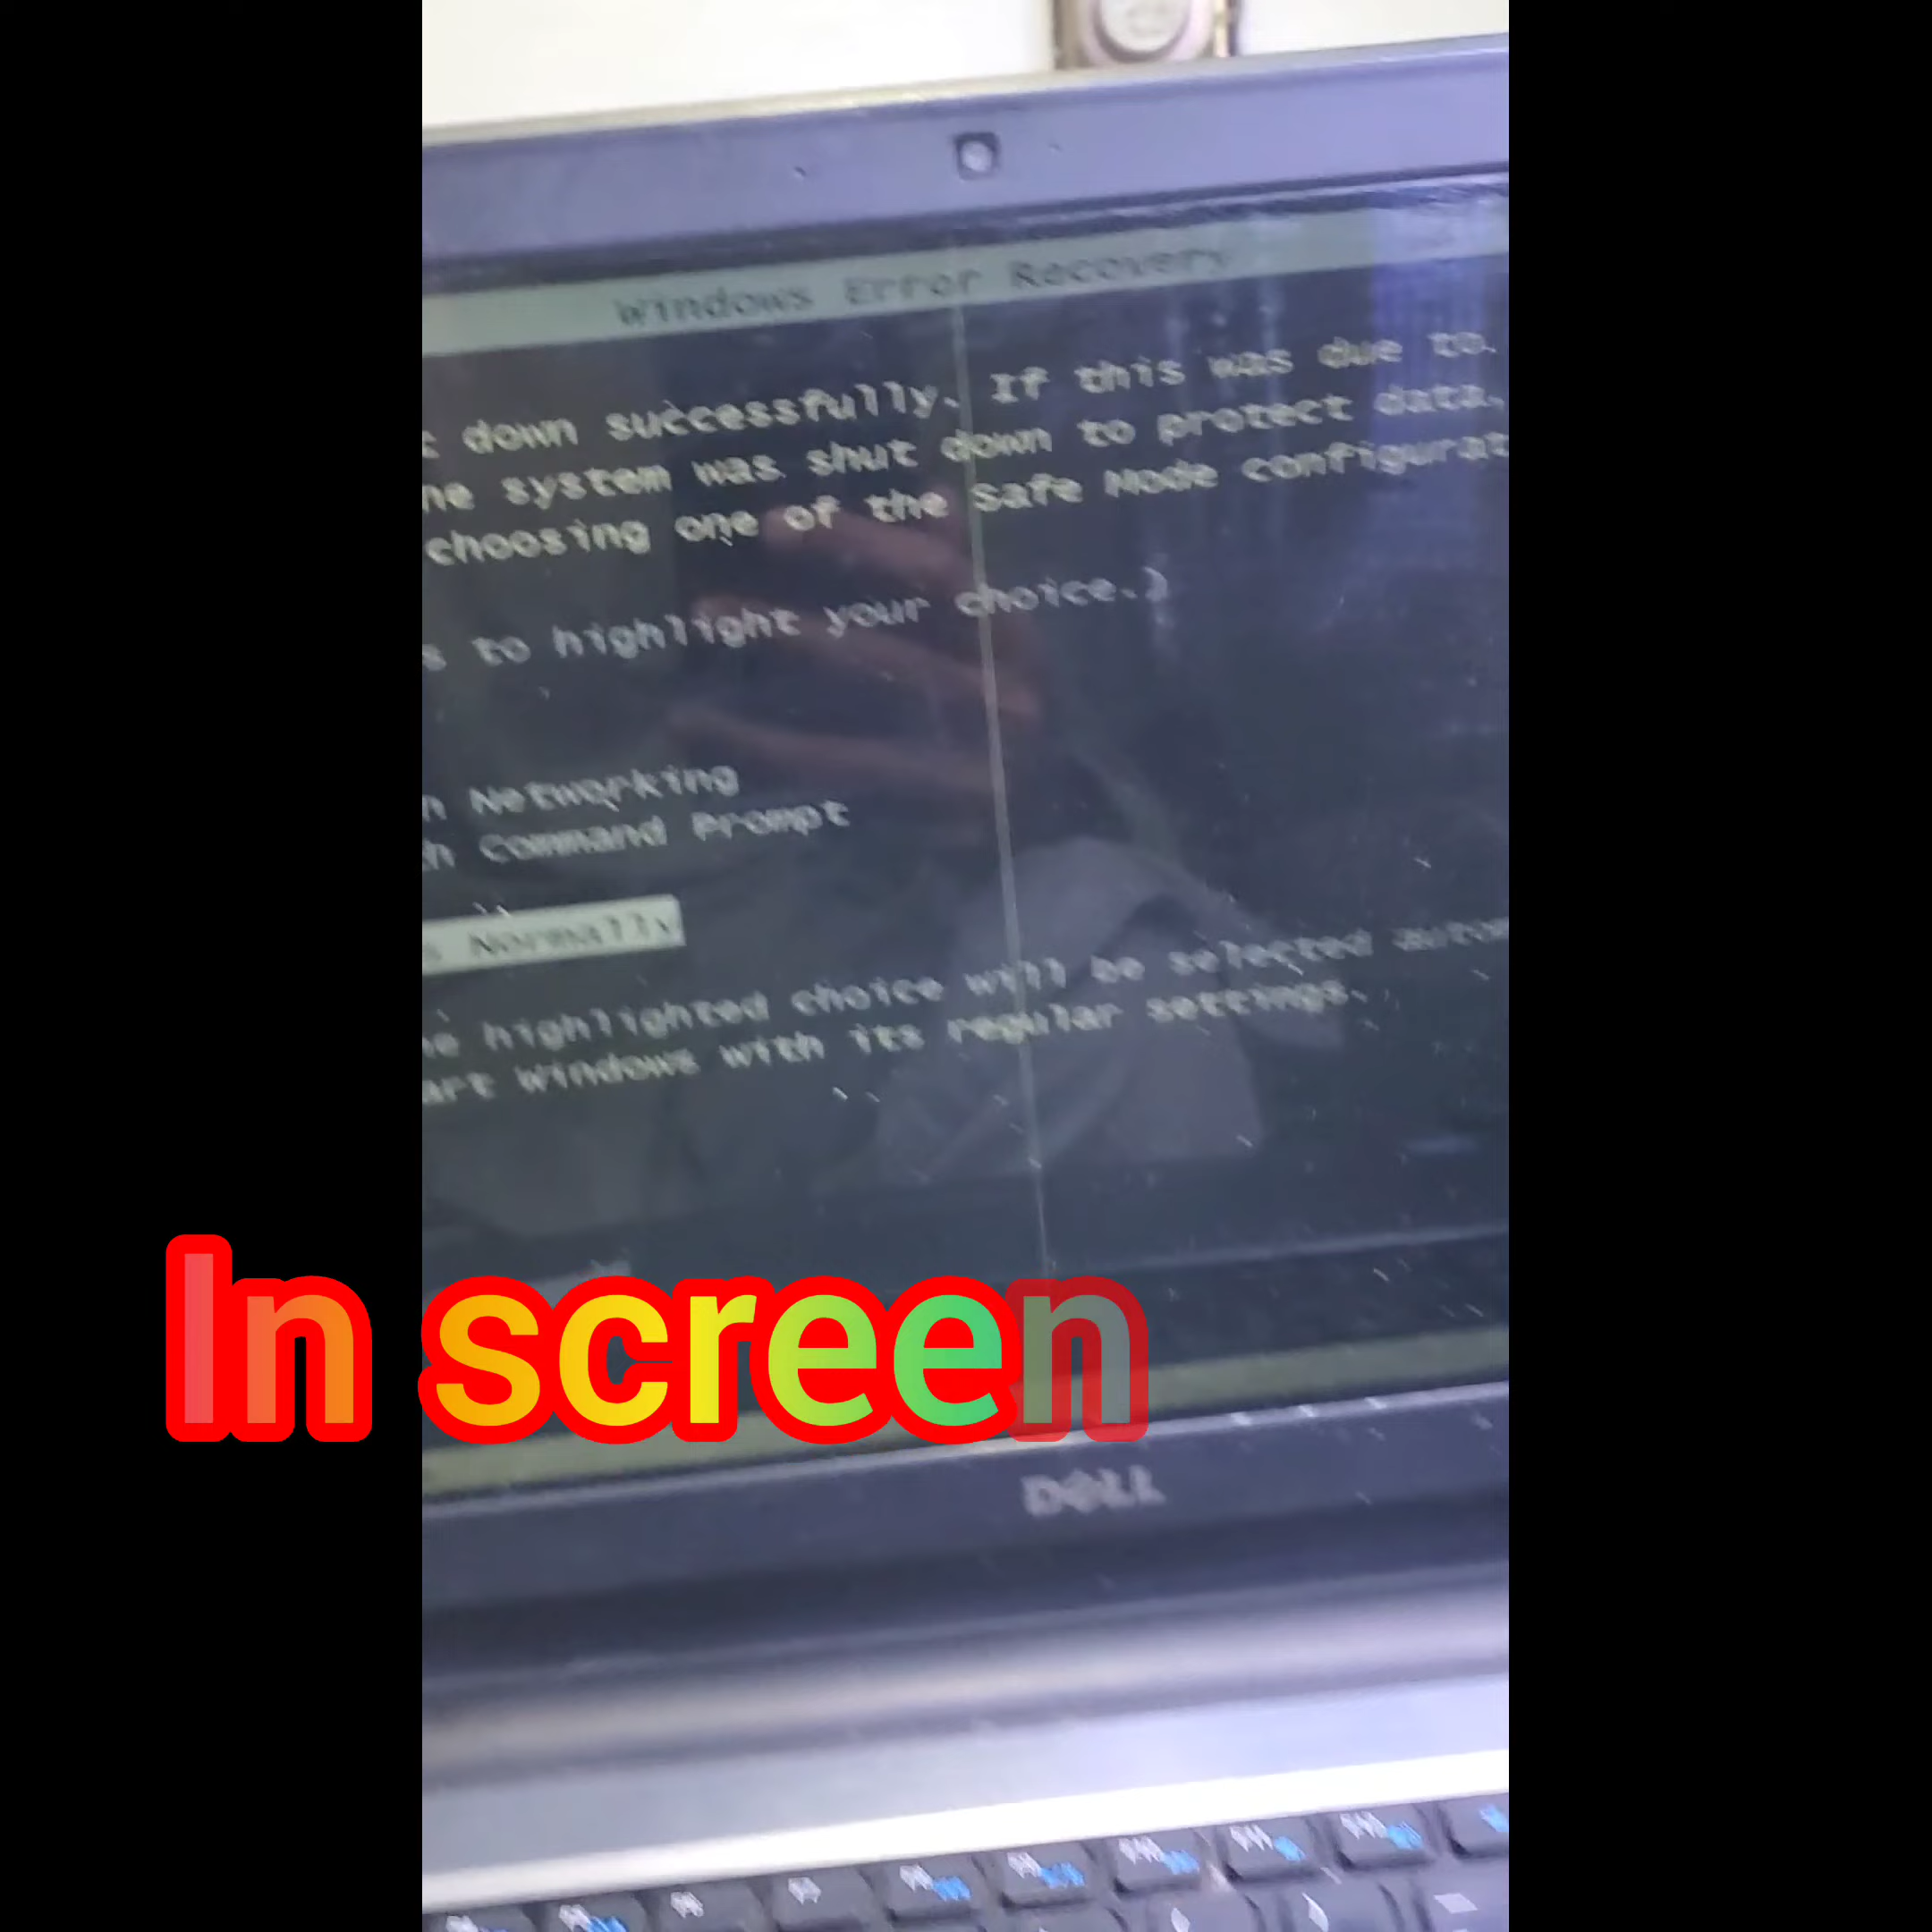 Windows Error Recovery
down successfully. If this was due to
ne system was shut down to protect data,
choosing one of the Safe Mode configurat
s to highlight your choice.)
n Networking
h Command Prompt
s Normally
he highlighted choice will be selected autom
art Windows with its regular settings.
In screen
DELL